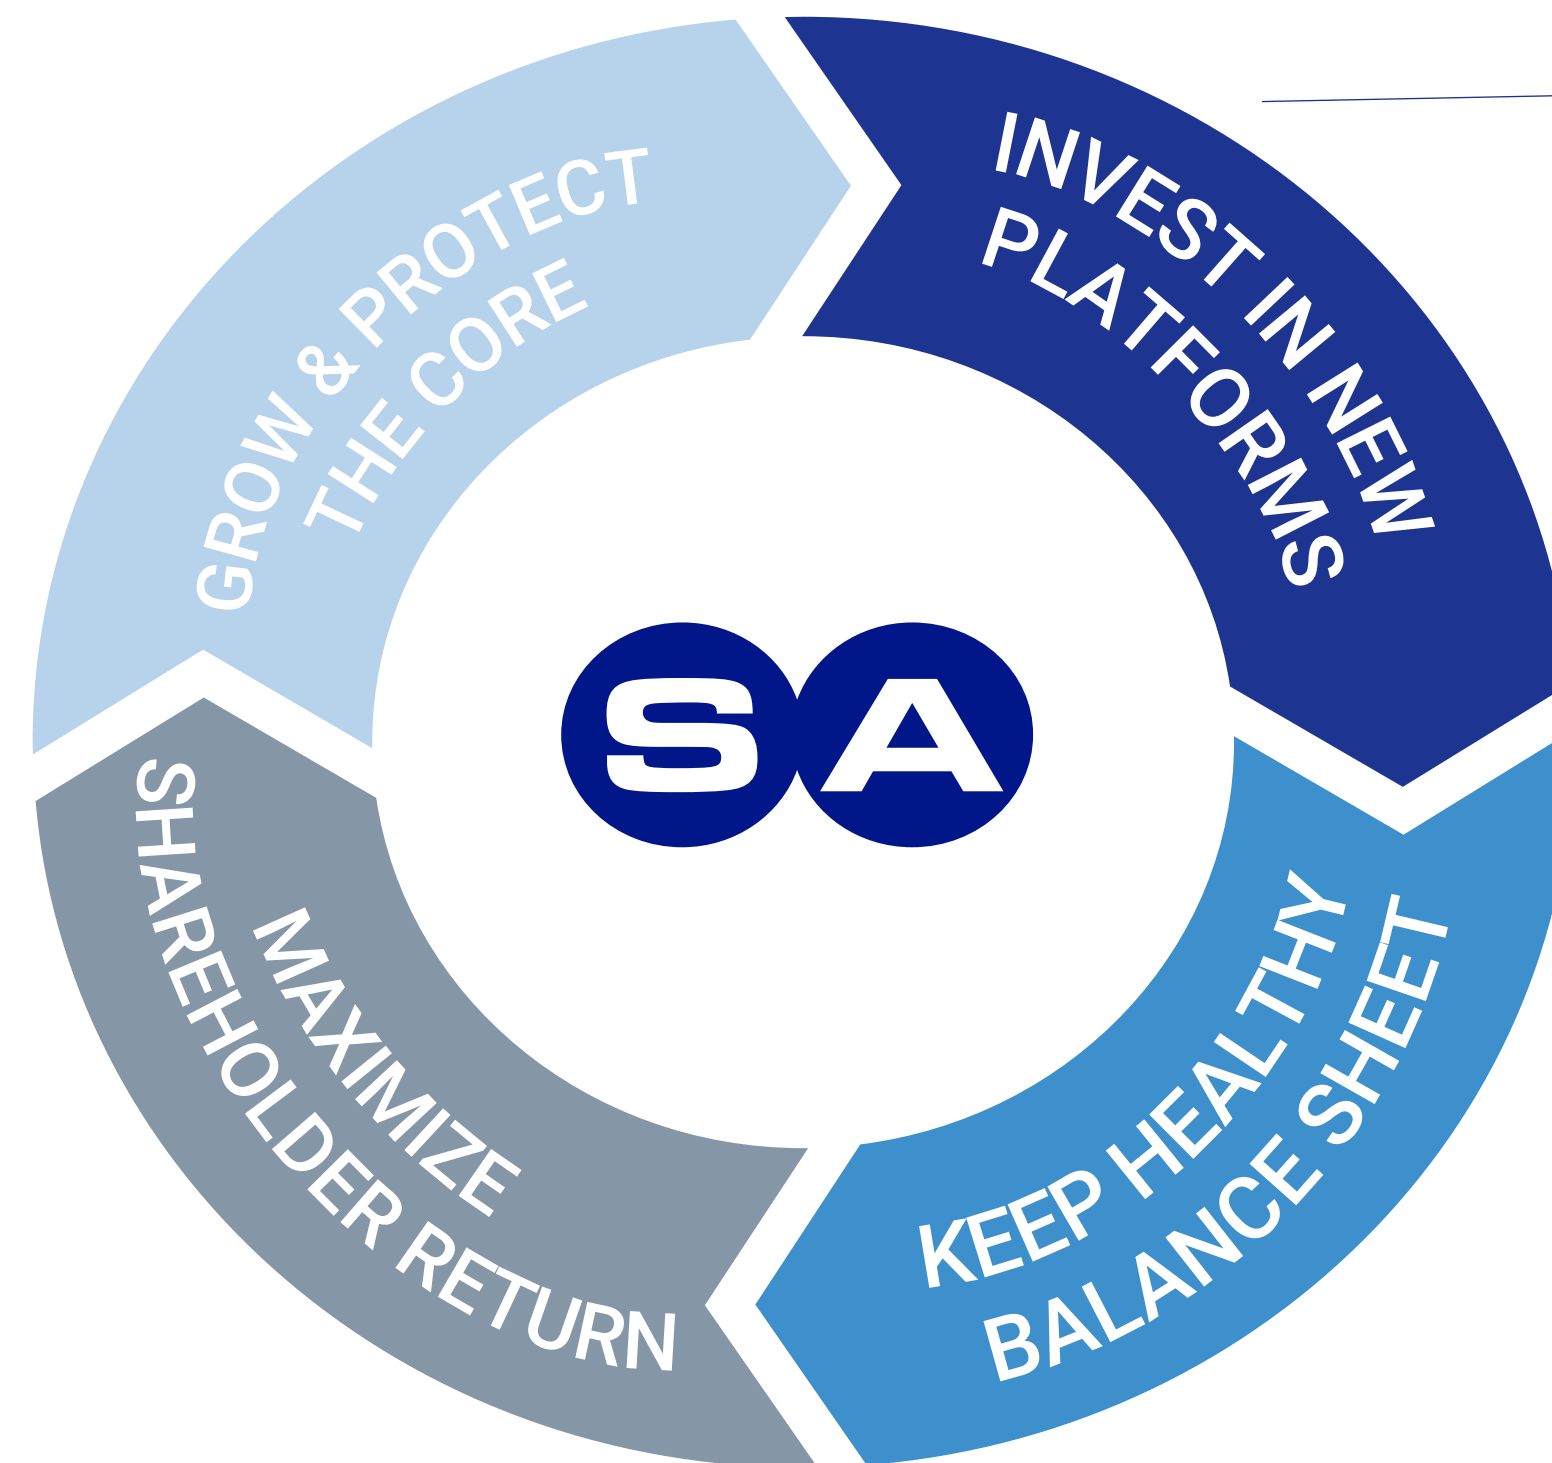 GROW & PROTECT
THE CORE
INVEST IN NEW
PLATFORMS
SA
MAXIMIZE
SHAREHOLDER RETURN
KEEP HEALTHY
BALANCE SHEET